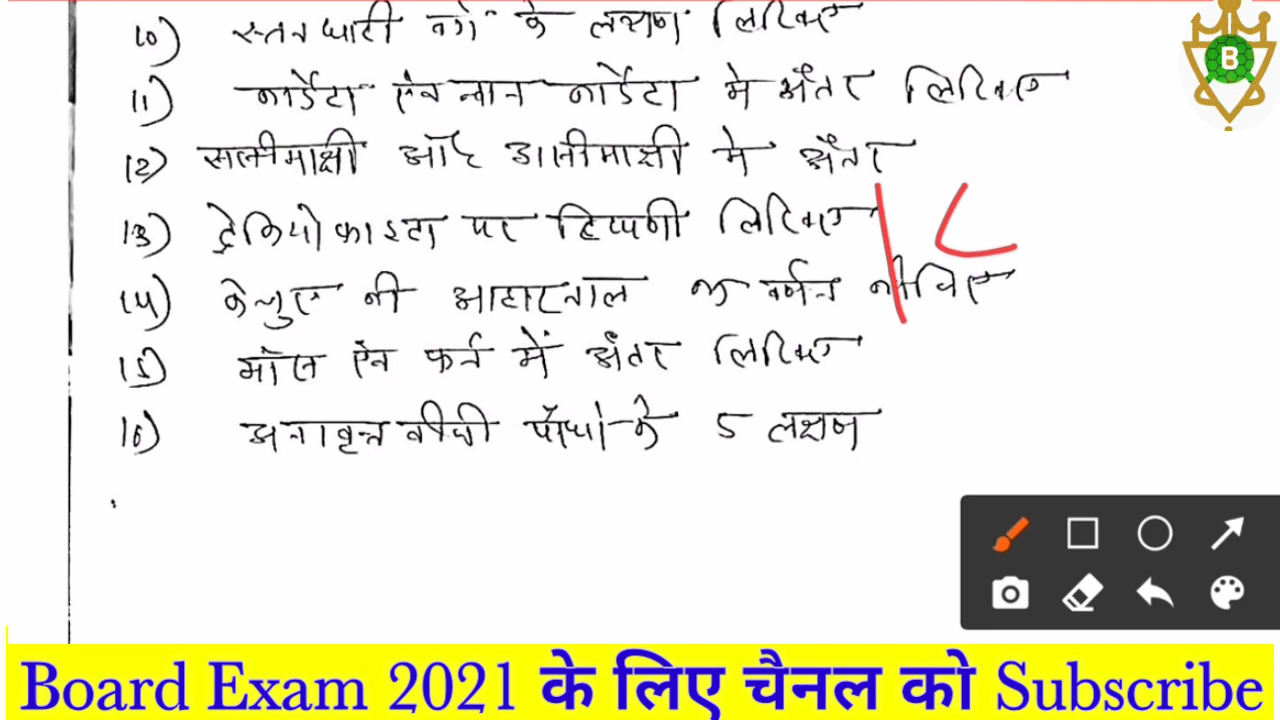 10) स्तनधारी वर्ग के लक्षण लिखिए
11) कार्डेटा एवं नान कार्डेटा में अंतर लिखिए
12) सलीमाक्षी और अलीमाक्षी में अंतर
13) ट्रेकियोफाइटा पर टिप्पणी लिखिए
14) केचुए की आहारनाल का वर्णन कीजिए
15) मॉस एवं फर्न में अंतर लिखिए
16) अनावृत्त बीजी पौधों के 5 लक्षण
B
Board Exam 2021 के लिए चैनल को Subscribe